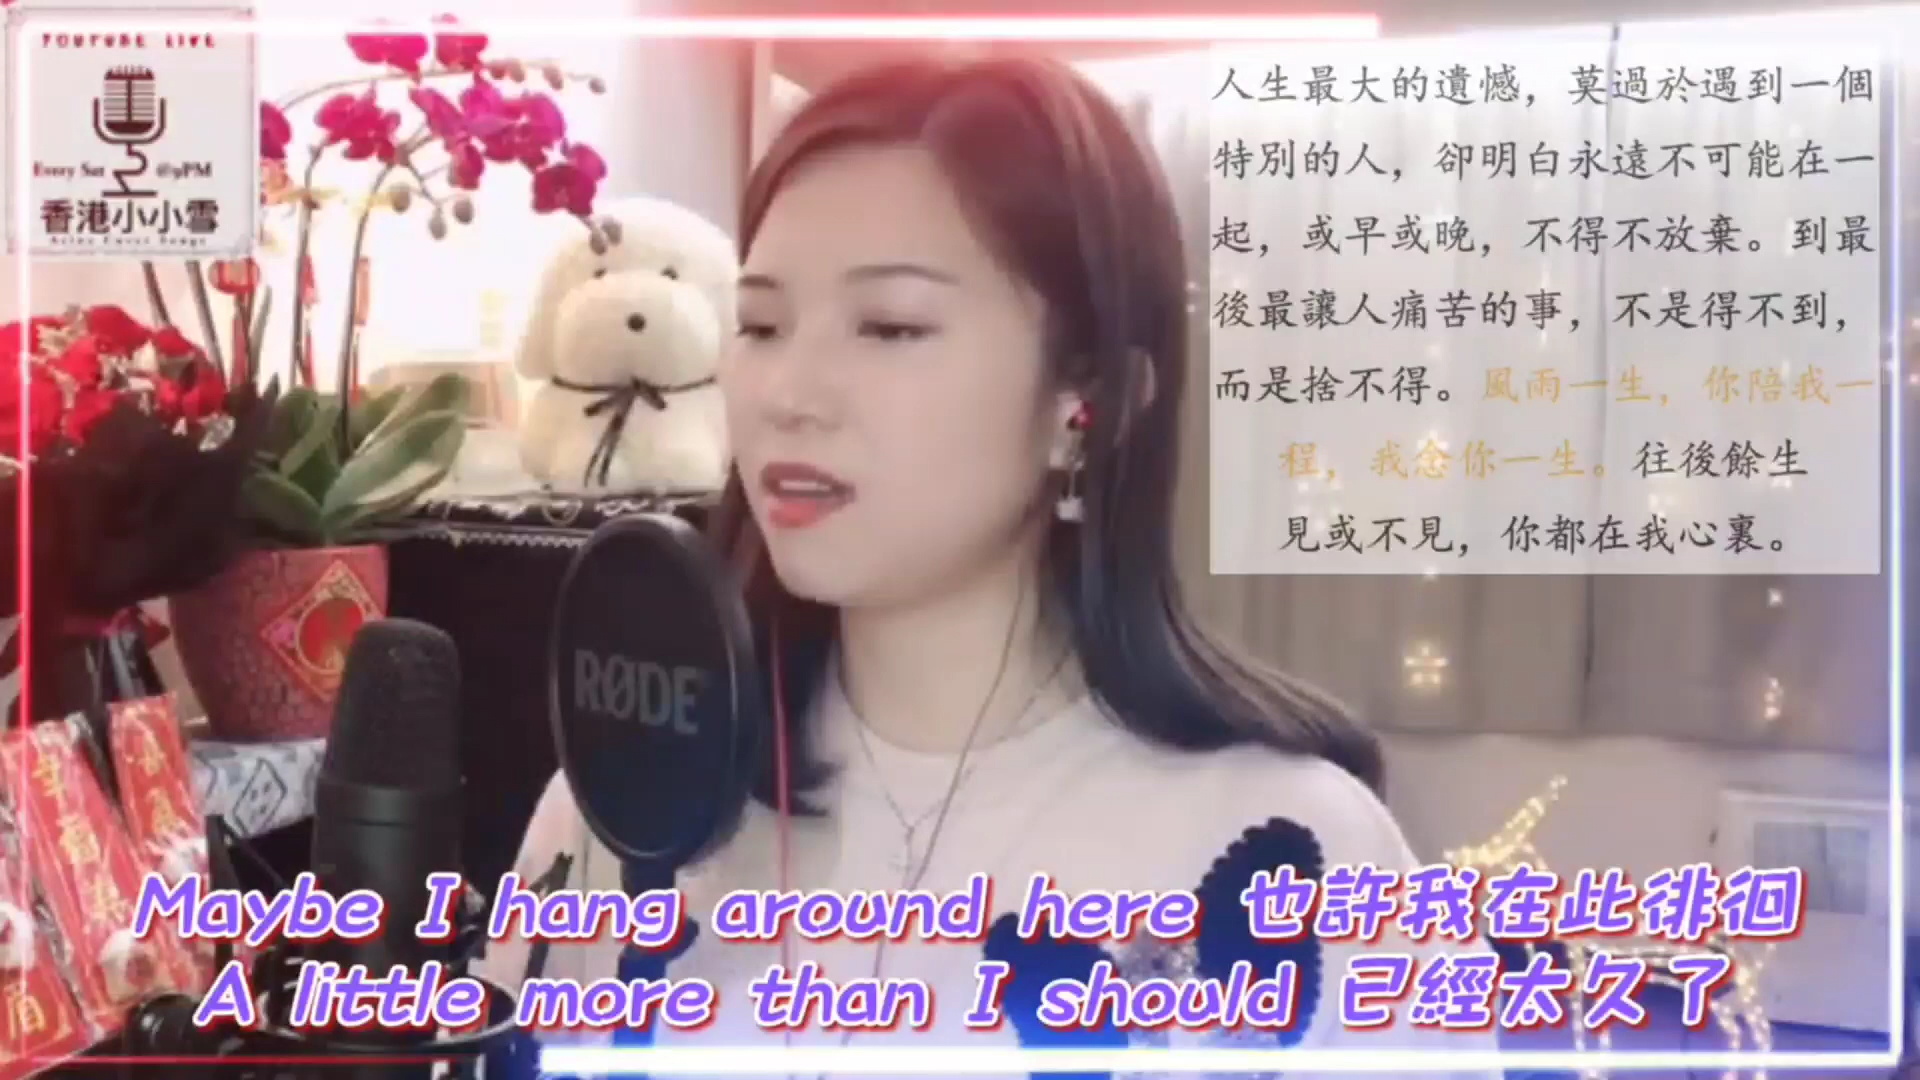 YOUTUBE LIVE
Every Sat @9PM
香港小小雪
人生最大的遺憾，莫過於遇到一個
特別的人，卻明白永遠不可能在一
起，或早或晚，不得不放棄。到最
後最讓人痛苦的事，不是得不到，
而是捨不得。風雨一生，你陪我一
程，我念你一生。往後餘生
見或不見，你都在我心裏。
RØDE
Maybe I hang around here 也許我在此徘徊
A little more than I should 已經太久了